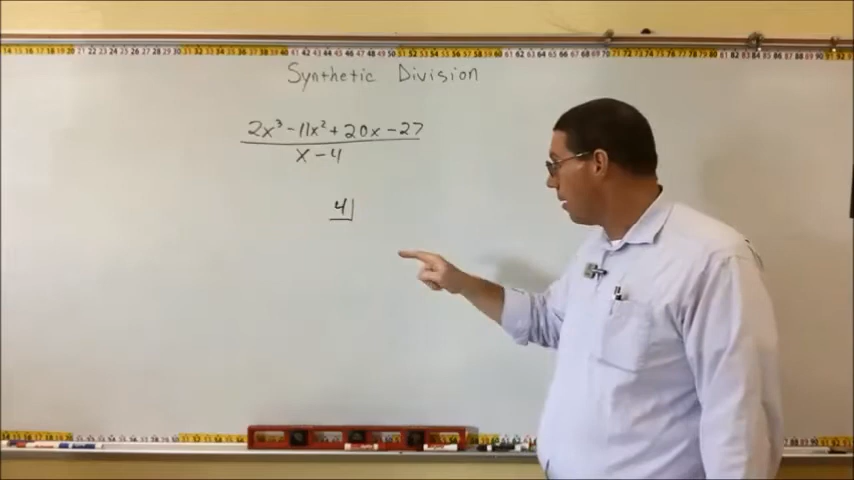 Synthetic Division
2x³ - 11x² + 20x - 27
x - 4
4